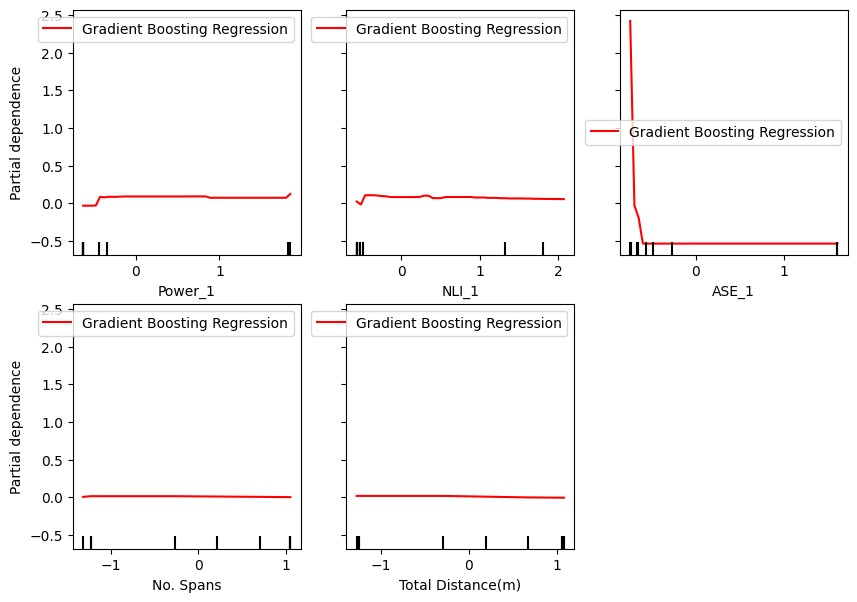 2.5
2.0
1.5
1.0
0.5
0.0
−0.5
Partial dependence
Gradient Boosting Regression
0
1
Power_1
Gradient Boosting Regression
0
1
2
NLI_1
Gradient Boosting Regression
0
1
ASE_1
2.5
2.0
1.5
1.0
0.5
0.0
−0.5
Partial dependence
Gradient Boosting Regression
−1
0
1
No. Spans
Gradient Boosting Regression
−1
0
1
Total Distance(m)